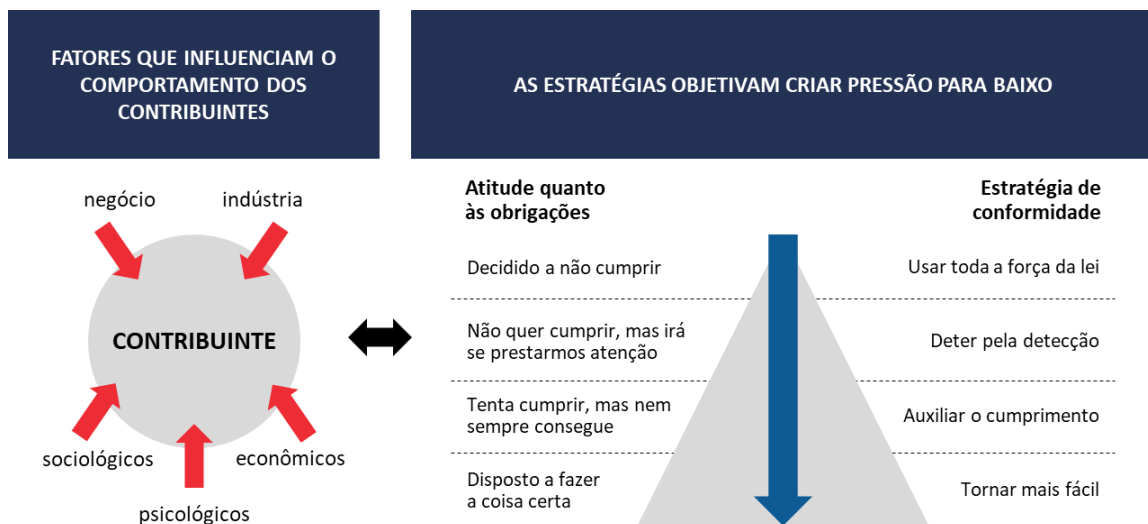 FATORES QUE INFLUENCIAM O
COMPORTAMENTO DOS
CONTRIBUINTES
AS ESTRATÉGIAS OBJETIVAM CRIAR PRESSÃO PARA BAIXO
negócio
indústria
CONTRIBUINTE
sociológicos
econômicos
psicológicos
Atitude quanto
às obrigações
Estratégia de
conformidade
Decidido a não cumprir
Usar toda a força da lei
Não quer cumprir, mas irá
se prestarmos atenção
Deter pela detecção
Tenta cumprir, mas nem
sempre consegue
Auxiliar o cumprimento
Disposto a fazer
a coisa certa
Tornar mais fácil